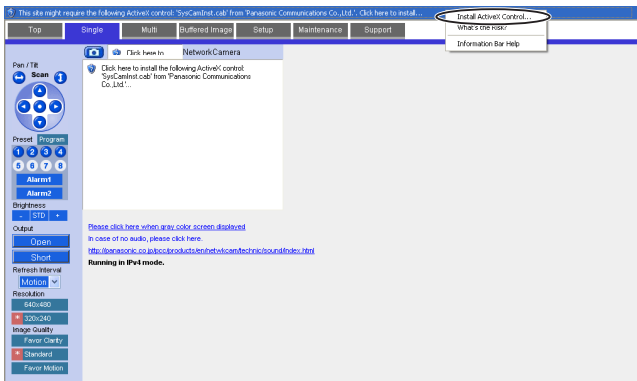 This site might require the following ActiveX control: 'SysCamInst.cab' from 'Panasonic Communications Co.,Ltd.'. Click here to install...
Install ActiveX Control...
What's the Risk?
Information Bar Help
Top Single Multi Buffered Image Setup Maintenance Support
Click here to NetworkCamera
Click here to install the following ActiveX control:
'SysCamInst.cab' from 'Panasonic Communications
Co.,Ltd.'...
Pan / Tilt
Scan
Preset Program
1 2 3 4
5 6 7 8
Alarm1
Alarm2
Brightness
- STD +
Output
Open
Short
Refresh Interval
Motion
Resolution
640x480
* 320x240
Image Quality
Favor Clarity
* Standard
Favor Motion
Please click here when gray color screen displayed
In case of no audio, please click here.
http://panasonic.co.jp/pcc/products/en/netwkcam/technic/sound/index.html
Running in IPv4 mode.